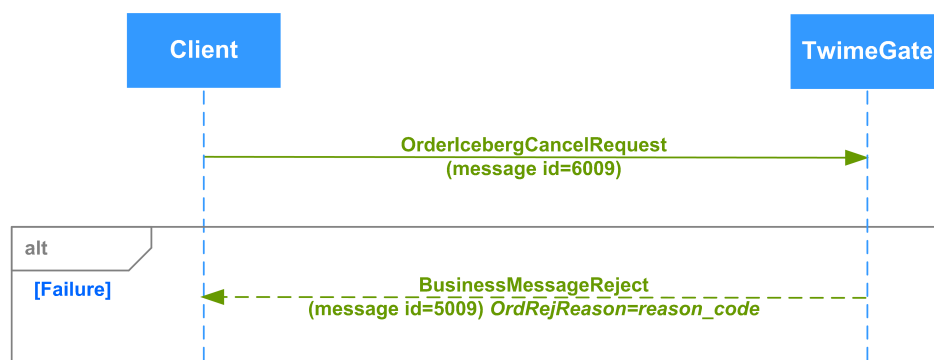 Client
TwimeGate
OrderIcebergCancelRequest
(message id=6009)
alt
[Failure]
BusinessMessageReject
(message id=5009) OrdRejReason=reason_code